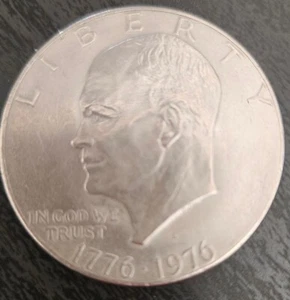 LIBERTY
IN GOD WE
TRUST
1776·1976